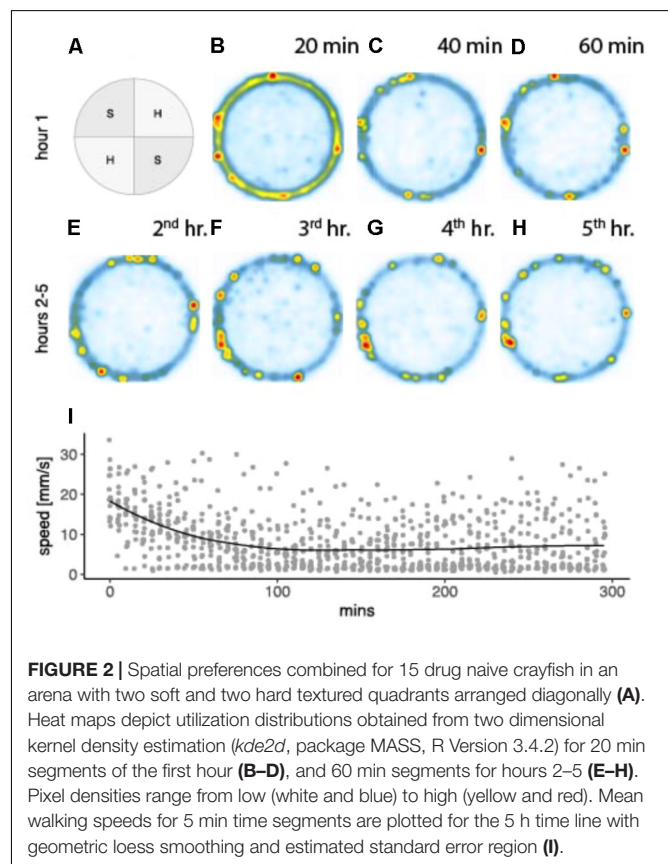 A
B
20 min
C
40 min
D
60 min
hour 1
S
H
H
S
E
2nd hr.
F
3rd hr.
G
4th hr.
H
5th hr.
hours 2-5
I
speed [mm/s]
30
20
10
0
0
100
200
300
mins
FIGURE 2 | Spatial preferences combined for 15 drug naive crayfish in an
arena with two soft and two hard textured quadrants arranged diagonally (A).
Heat maps depict utilization distributions obtained from two dimensional
kernel density estimation (kde2d, package MASS, R Version 3.4.2) for 20 min
segments of the first hour (B–D), and 60 min segments for hours 2–5 (E–H).
Pixel densities range from low (white and blue) to high (yellow and red). Mean
walking speeds for 5 min time segments are plotted for the 5 h time line with
geometric loess smoothing and estimated standard error region (I).